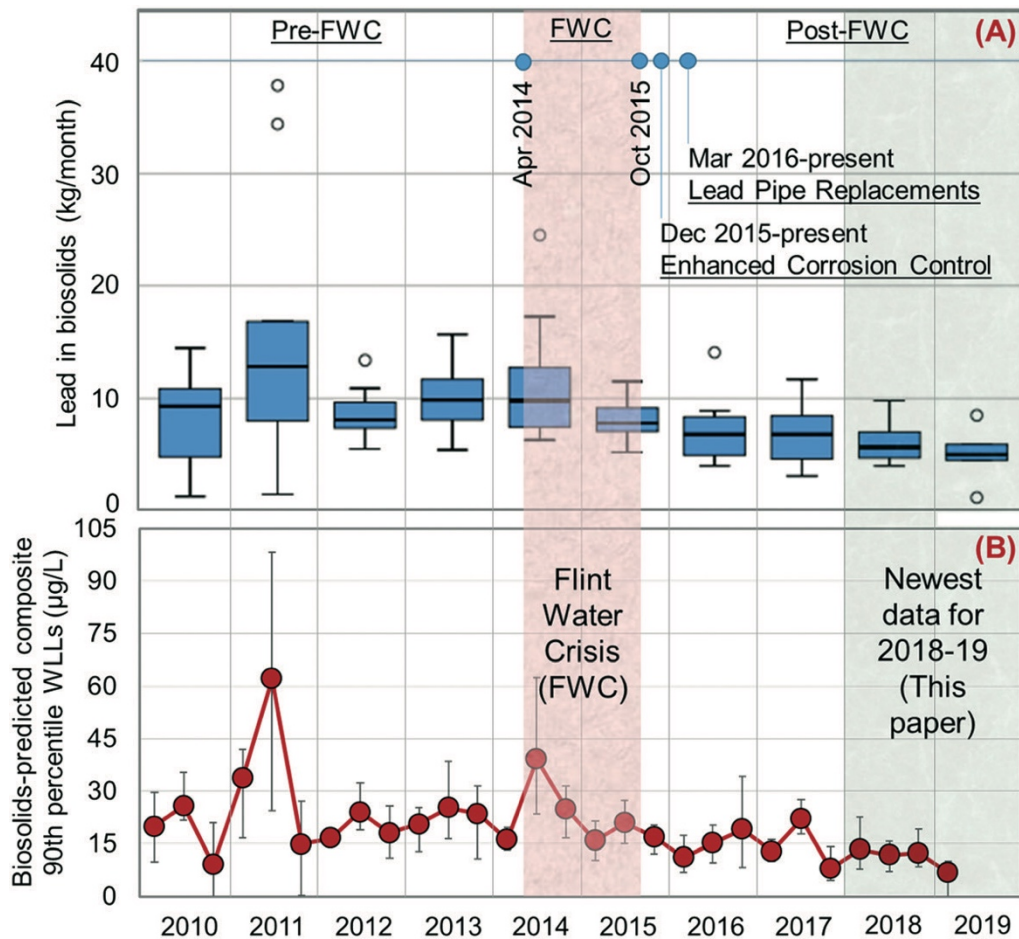 Pre-FWC
FWC
Post-FWC
(A)
Lead in biosolids (kg/month)
40
30
20
10
0
Apr 2014
Oct 2015
Mar 2016-present
Lead Pipe Replacements
Dec 2015-present
Enhanced Corrosion Control
(B)
Biosolids-predicted composite
90th percentile WLLs (µg/L)
105
90
75
60
45
30
15
0
Flint
Water
Crisis
(FWC)
Newest
data for
2018-19
(This
paper)
2010 2011 2012 2013 2014 2015 2016 2017 2018 2019